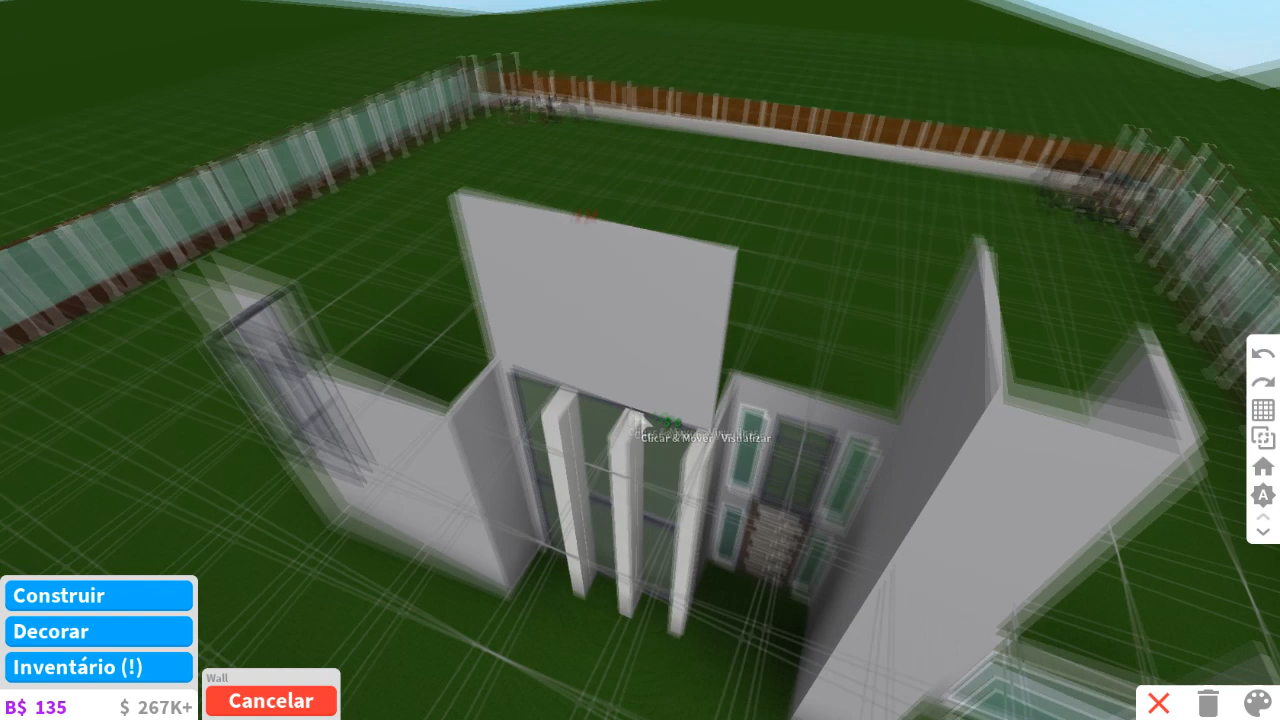 Clicar & Mover - Visualizar
Construir
Decorar
Inventário (!)
B$ 135
$ 267K+
Wall
Cancelar
A